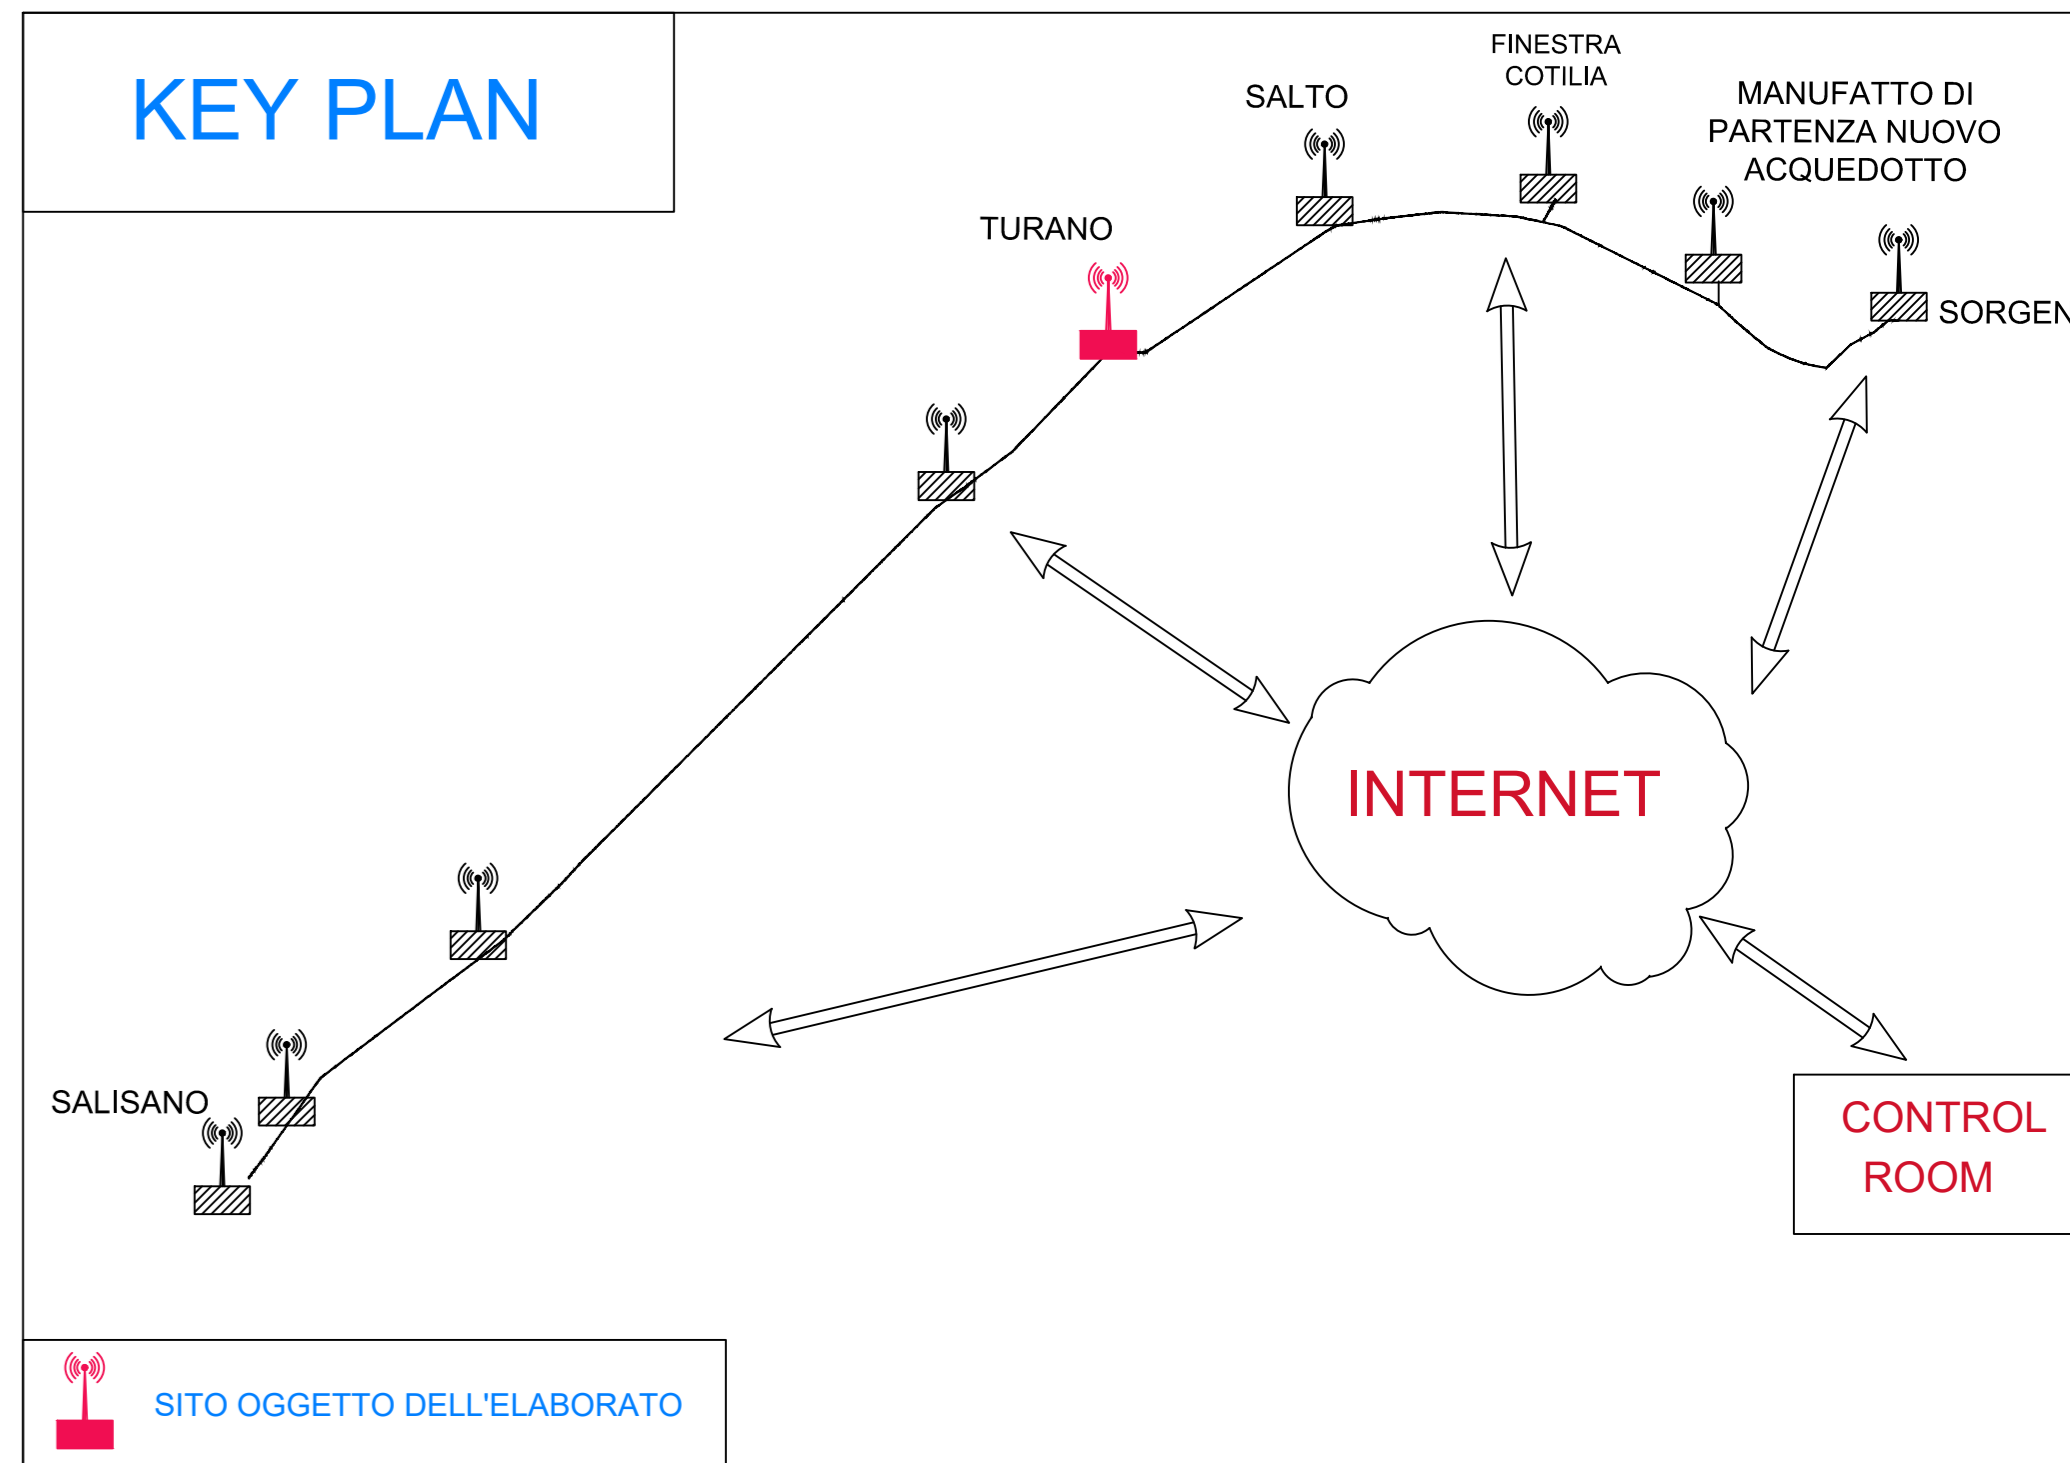 KEY PLAN
FINESTRA
COTILIA
SALTO
MANUFATTO DI
PARTENZA NUOVO
ACQUEDOTTO
TURANO
SORGEN
INTERNET
SALISANO
CONTROL
ROOM
SITO OGGETTO DELL'ELABORATO